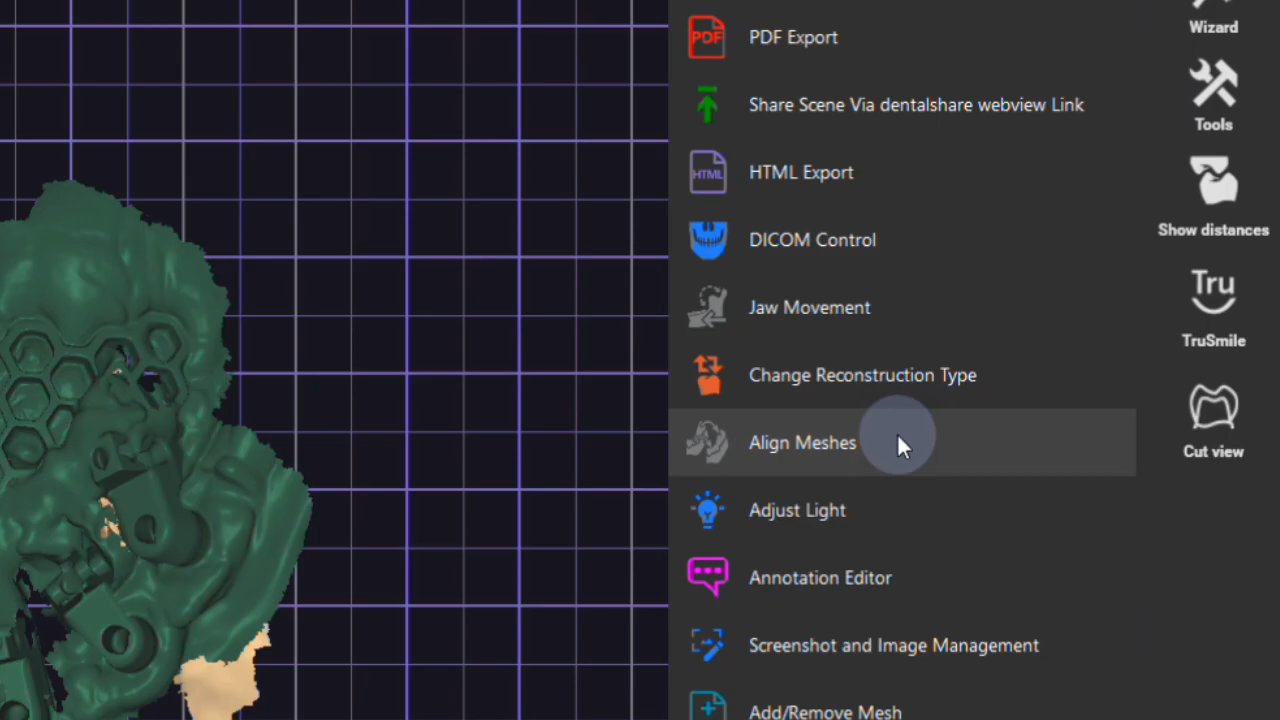 PDF
PDF Export
Share Scene Via dentalshare webview Link
HTML
HTML Export
DICOM Control
Jaw Movement
Change Reconstruction Type
Align Meshes
Adjust Light
Annotation Editor
Screenshot and Image Management
Add/Remove Mesh
Wizard
Tools
Show distances
Tru
TruSmile
Cut view